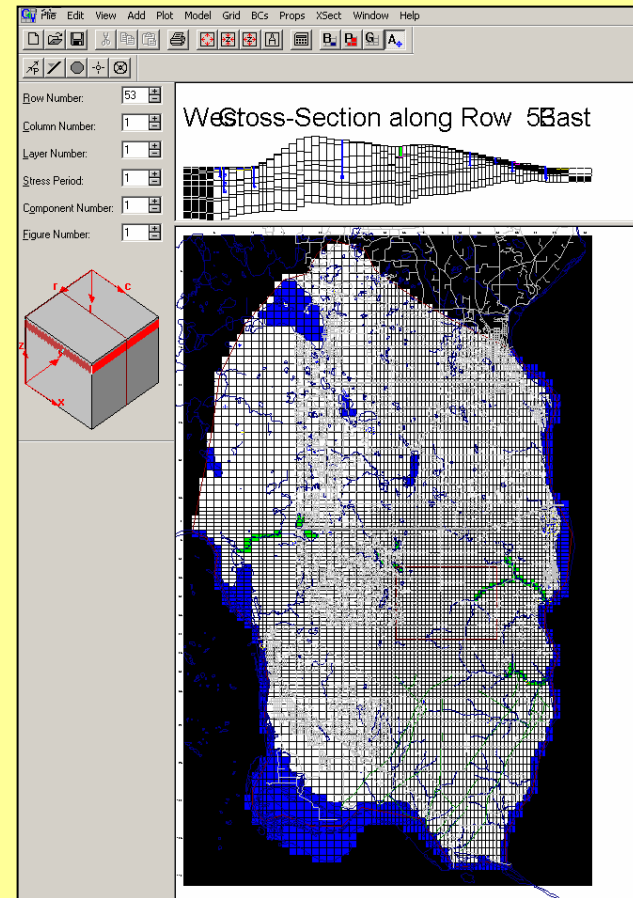 File Edit View Add Plot Model Grid BCs Props XSect Window Help
B G A
P
Row Number: 53
Column Number: 1
Layer Number: 1
Stress Period: 1
Component Number: 1
Figure Number: 1
West Cross-Section along Row 53 East
r c
l
z
x